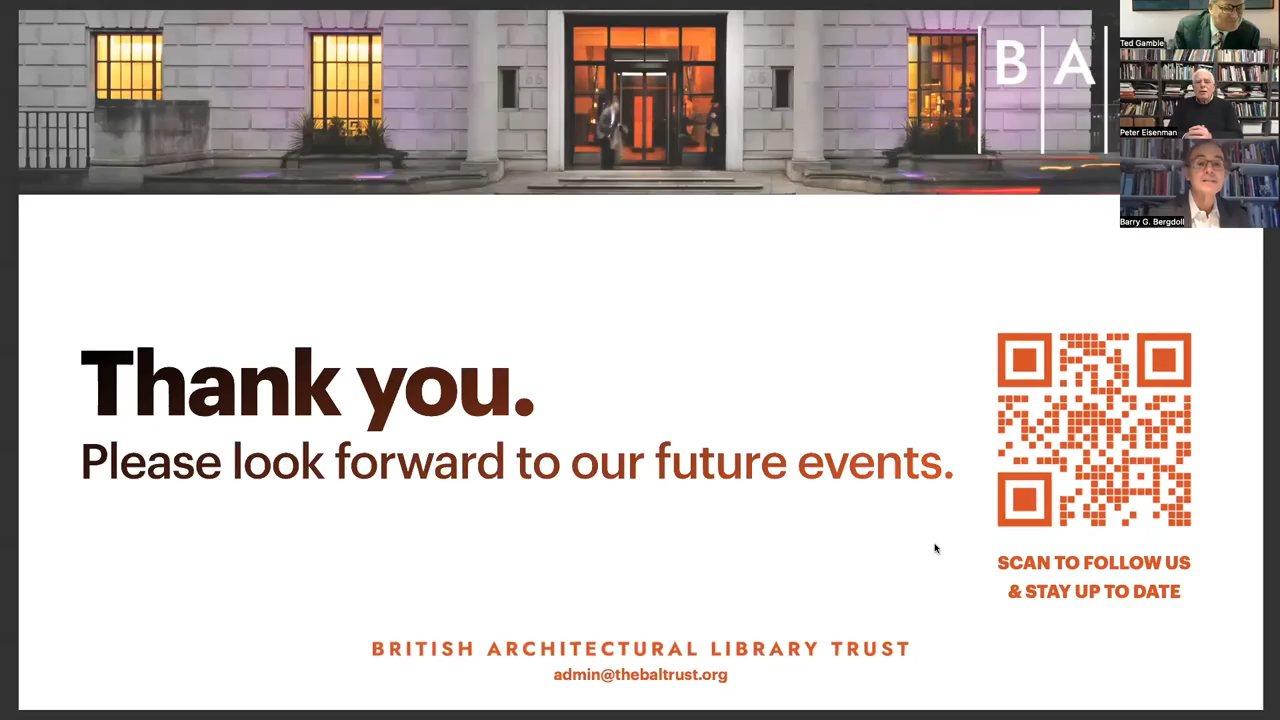 B A
Ted Gamble
Peter Eisenman
Barry G. Bergdoll
Thank you.
Please look forward to our future events.
SCAN TO FOLLOW US
& STAY UP TO DATE
BRITISH ARCHITECTURAL LIBRARY TRUST
admin@thebaltrust.org